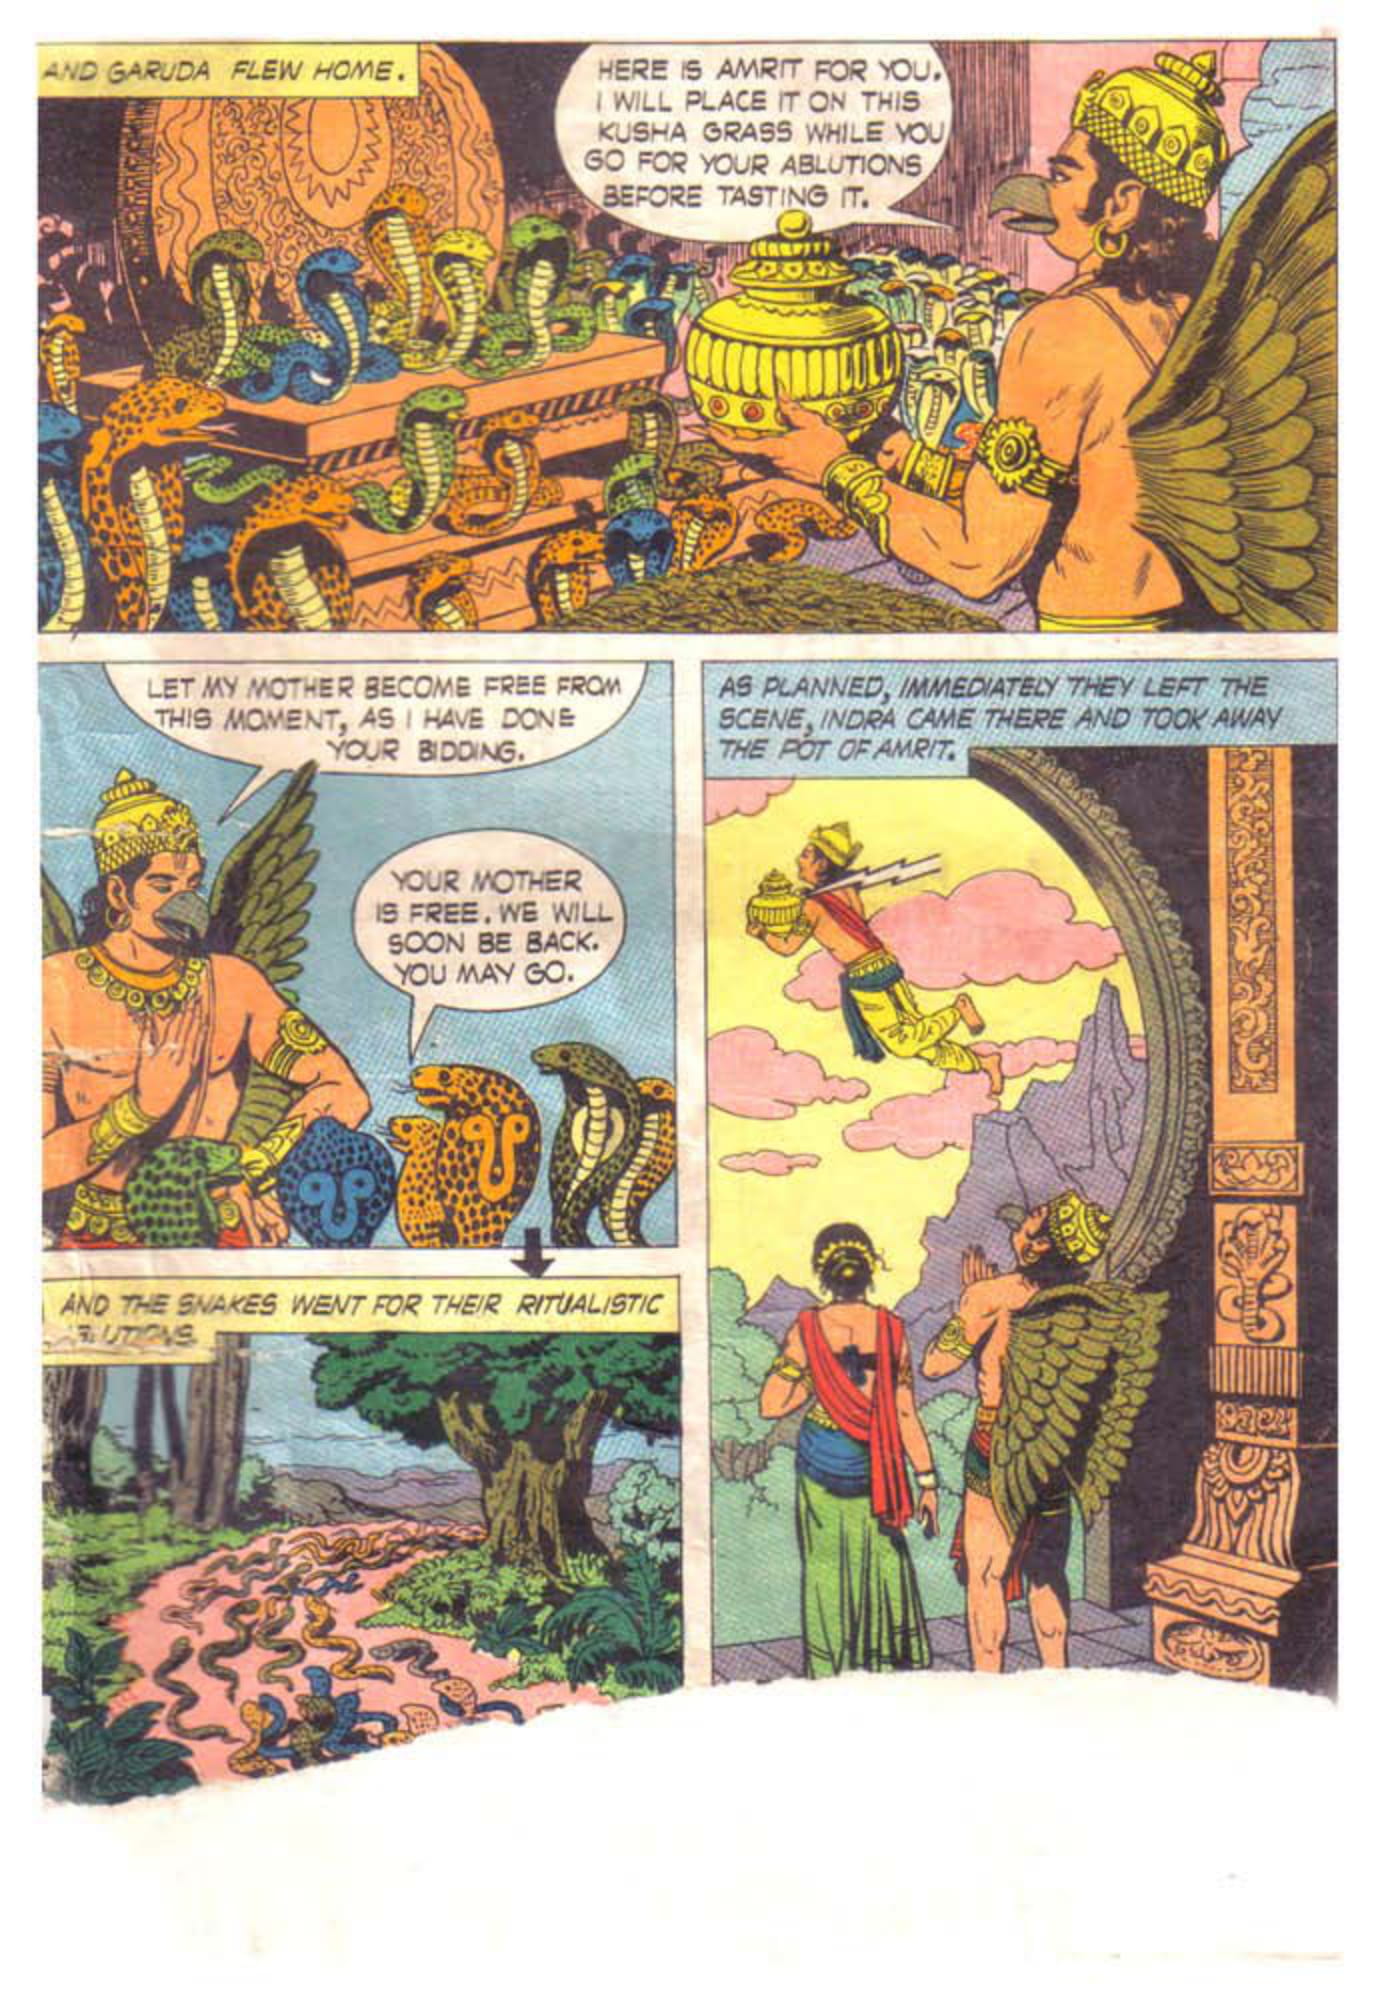 AND GARUDA FLEW HOME.
HERE IS AMRIT FOR YOU.
I WILL PLACE IT ON THIS
KUSHA GRASS WHILE YOU
GO FOR YOUR ABLUTIONS
BEFORE TASTING IT.
LET MY MOTHER BECOME FREE FROM
THIS MOMENT, AS I HAVE DONE
YOUR BIDDING.
YOUR MOTHER
IS FREE. WE WILL
SOON BE BACK.
YOU MAY GO.
AND THE SNAKES WENT FOR THEIR RITUALISTIC
AS PLANNED, IMMEDIATELY THEY LEFT THE
SCENE, INDRA CAME THERE AND TOOK AWAY
THE POT OF AMRIT.